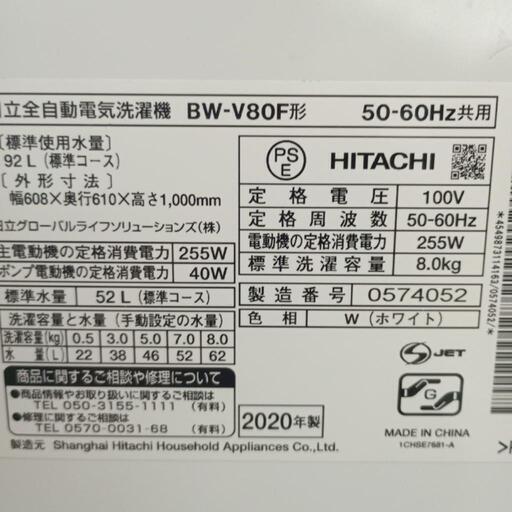 立全自動電気洗濯機 BW-V80F形 50-60Hz共用
〔標準使用水量〕
92L(標準コース)
〔外形寸法〕
幅608×奥行610×高さ1,000mm
立グローバルライフソリューションズ(株)
主電動機の定格消費電力 255W
ポンプ電動機の定格消費電力 40W
標準水量 52L(標準コース)
洗濯容量と水量(手動設定の水量)
洗濯容量(kg) 0.5 3.0 5.0 7.0 8.0
水量(L) 22 38 46 52 62
商品に関するご相談や修理について
●商品情報やお取り扱いに関するご相談
TEL 050-3155-1111(有料)
●修理に関するご相談
TEL 0570-0031-68(有料)
製造元 Shanghai Hitachi Household Appliances Co.,Ltd.
PS
E
HITACHI
定格電圧 100V
定格周波数 50-60Hz
電動機の定格消費電力 255W
標準洗濯容量 8.0kg
製造番号 0574052
色相 W(ホワイト)
2020年製
S-JET
G
MADE IN CHINA
1CHSE7681-A
*4549873114163/0574052/*